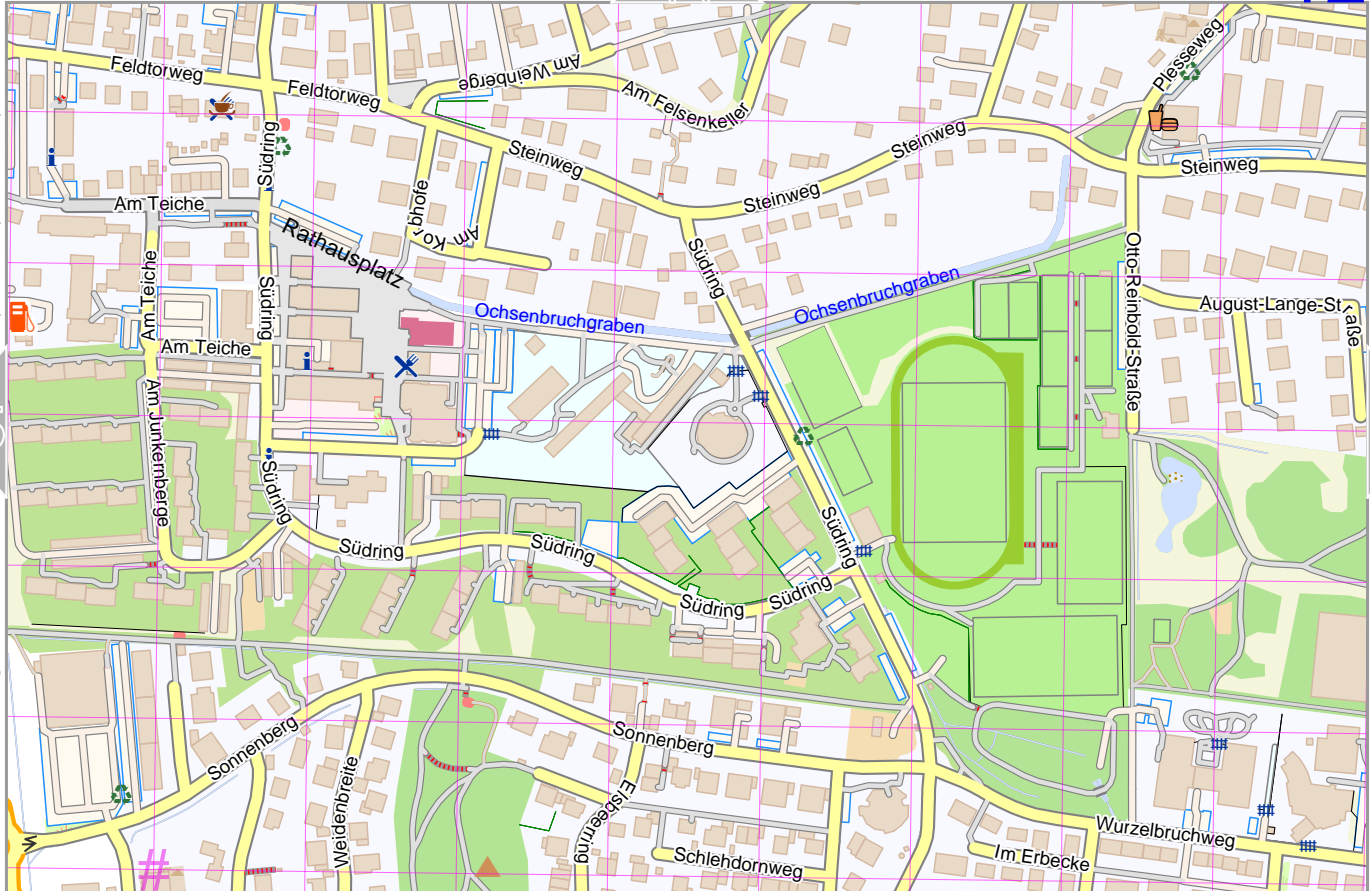 Plesseweg
Feldtorweg
Am Weinberge
Feldtorweg
Am Felsenkeller
Südring
Steinweg
Steinweg
Steinweg
Steinweg
Am Teiche
Am Ko
bhofe
Rathausplatz
Südring
Otto-Reinbold-Straße
Am Teiche
Südring
Ochsenbruchgraben
Ochsenbruchgraben
August-Lange-St
aße
Am Teiche
Am Junkernberge
Südring
Südring
Südring
Südring
Südring
Südring
Sonnenberg
Sonnenberg
Weidenbreite
Elsbeerring
Wurzelbruchweg
Schlehdornweg
Im Erbecke
W
#